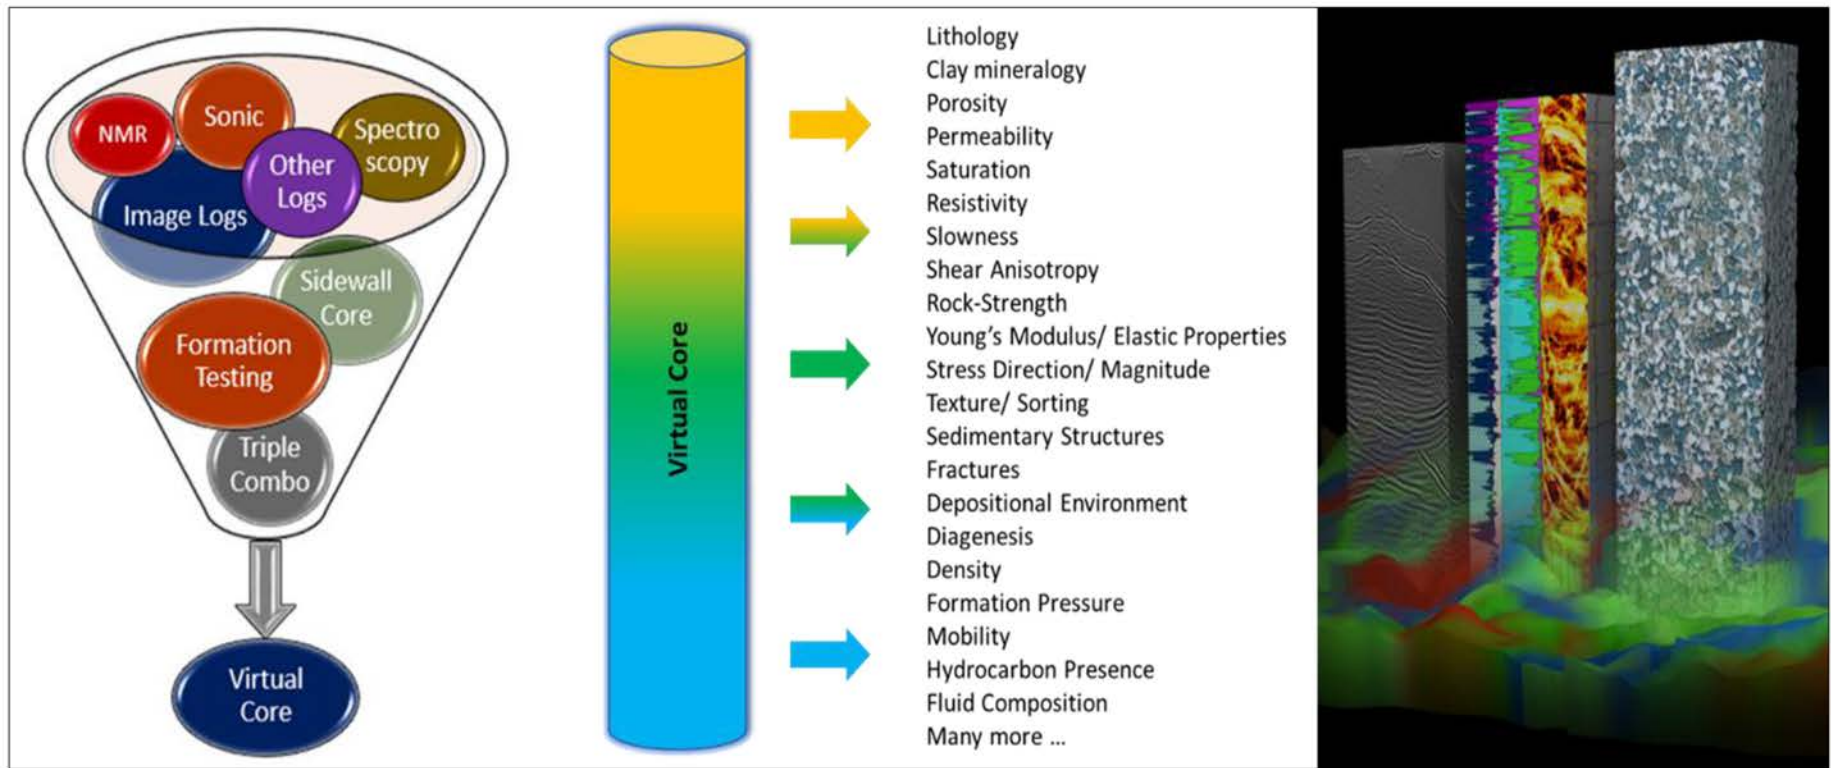 NMR
Sonic
Spectro
scopy
Other
Logs
Image Logs
Sidewall
Core
Formation
Testing
Triple
Combo
Virtual
Core
Virtual Core
Lithology
Clay mineralogy
Porosity
Permeability
Saturation
Resistivity
Slowness
Shear Anisotropy
Rock-Strength
Young's Modulus/ Elastic Properties
Stress Direction/ Magnitude
Texture/ Sorting
Sedimentary Structures
Fractures
Depositional Environment
Diagenesis
Density
Formation Pressure
Mobility
Hydrocarbon Presence
Fluid Composition
Many more ...